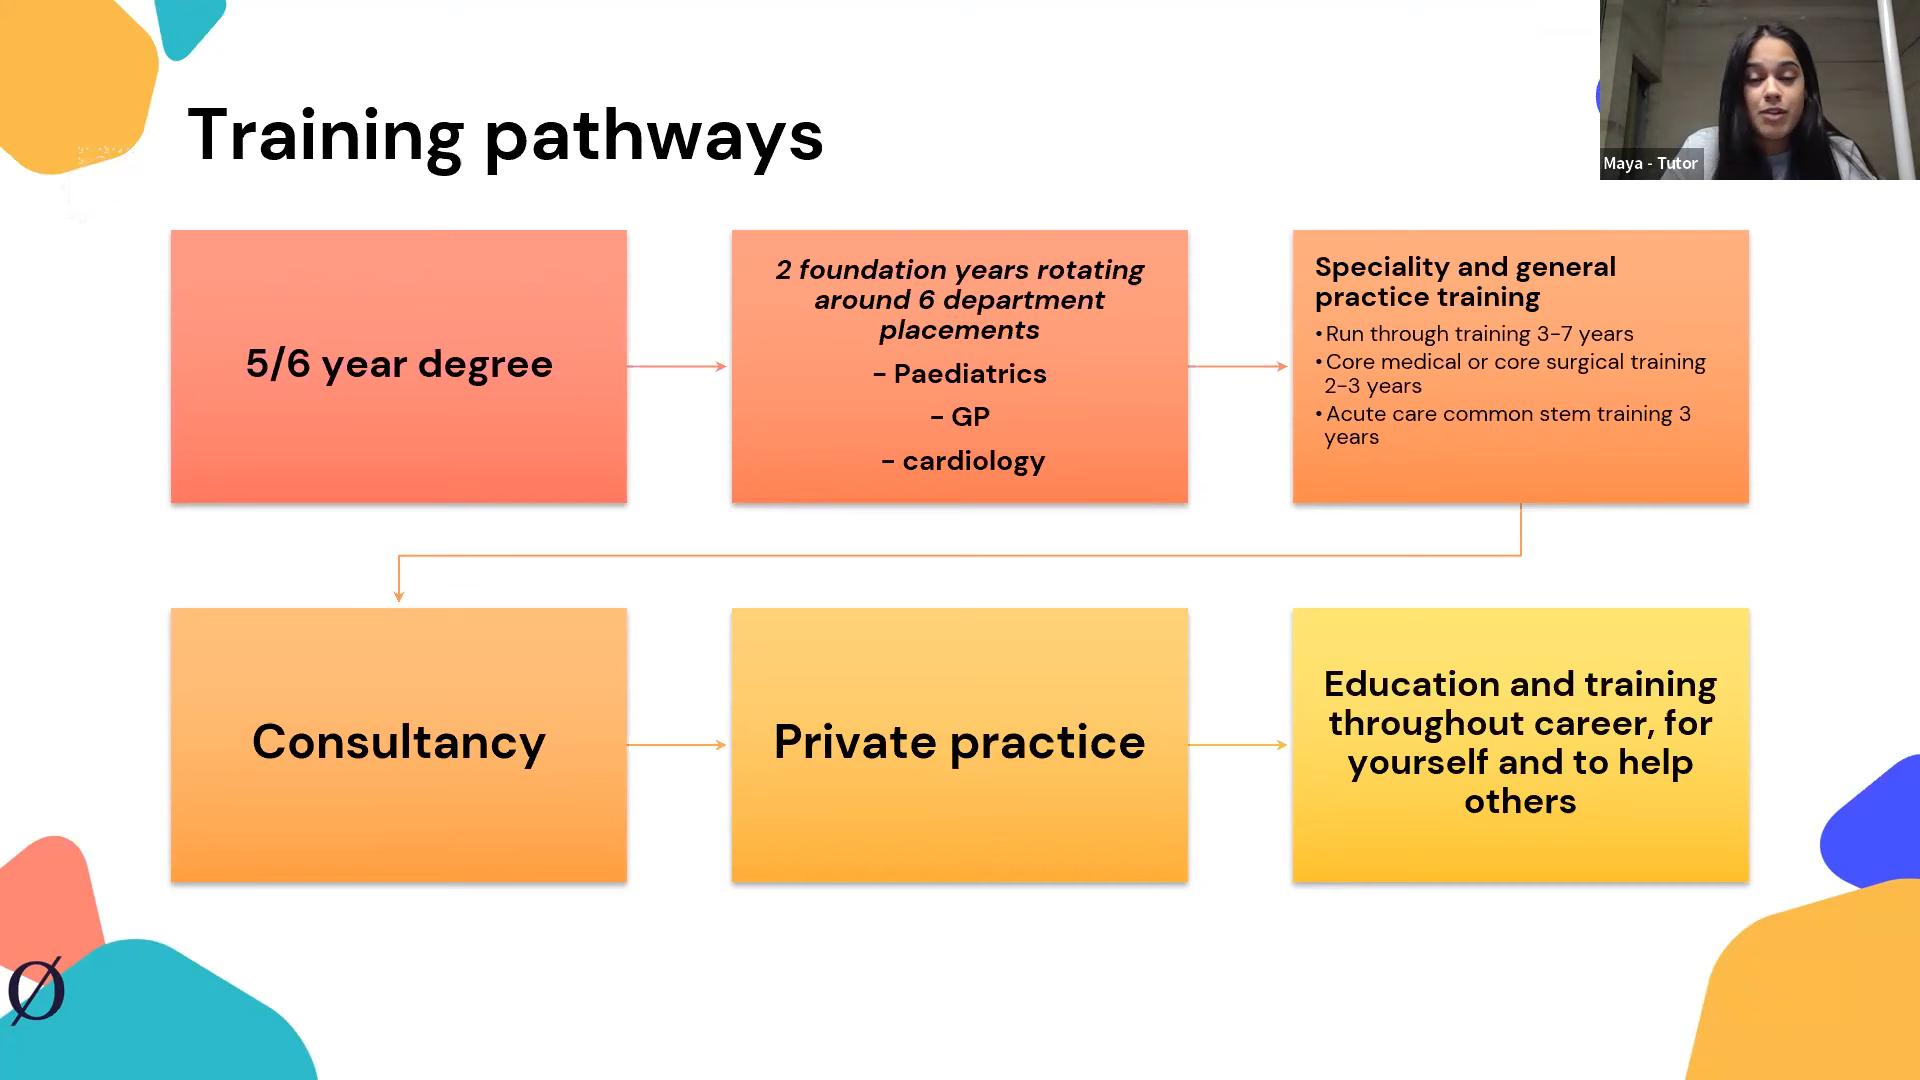 Training pathways
Maya - Tutor
5/6 year degree
2 foundation years rotating
around 6 department
placements
- Paediatrics
- GP
- cardiology
Speciality and general
practice training
•Run through training 3-7 years
•Core medical or core surgical training
2-3 years
•Acute care common stem training 3
years
Consultancy
Private practice
Education and training
throughout career, for
yourself and to help
others
Ø